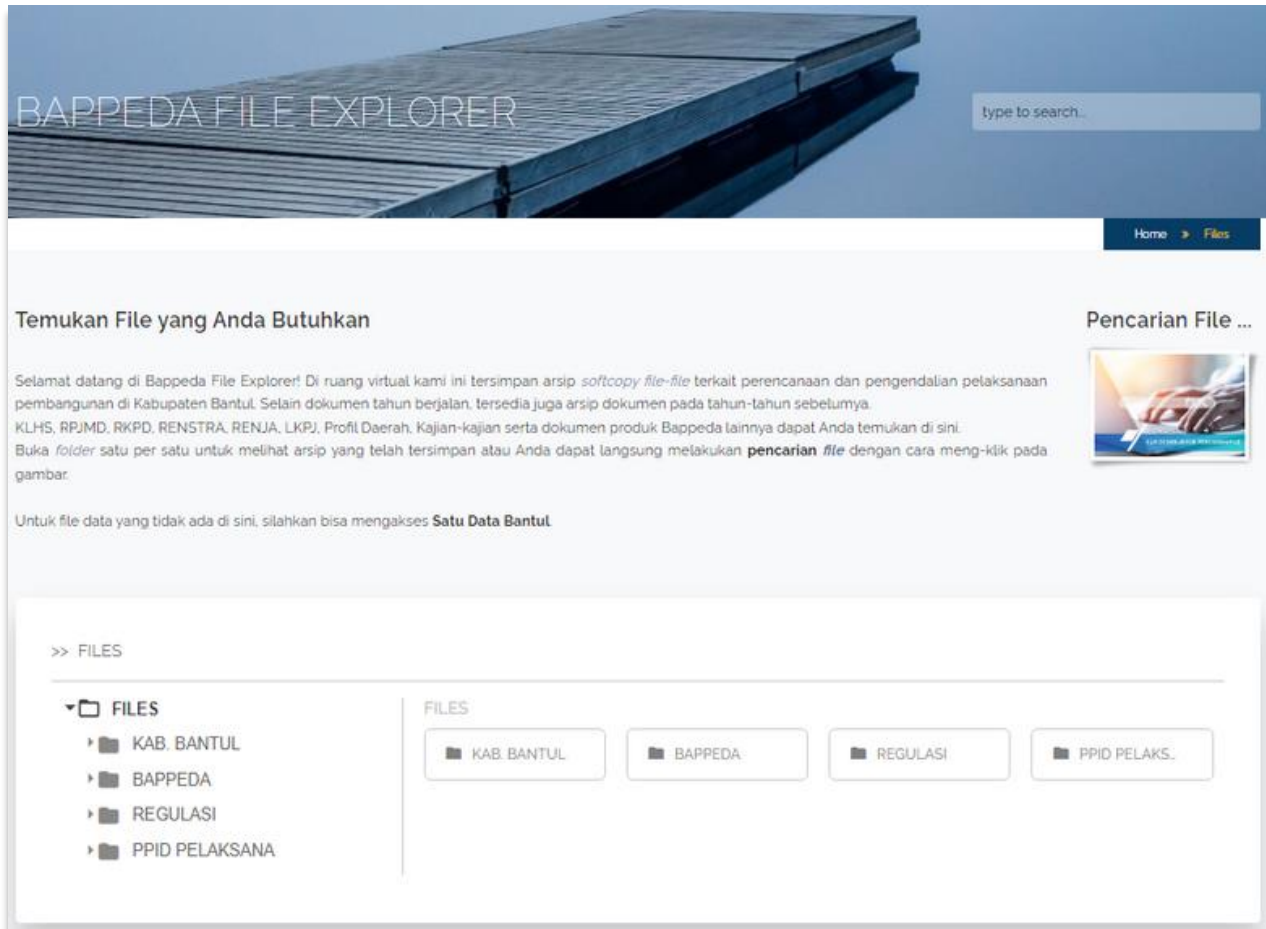 BAPPEDA FILE EXPLORER
type to search...
Home » Files
Temukan File yang Anda Butuhkan
Pencarian File ...
Selamat datang di Bappeda File Explorer! Di ruang virtual kami ini tersimpan arsip softcopy file-file terkait perencanaan dan pengendalian pelaksanaan
pembangunan di Kabupaten Bantul. Selain dokumen tahun berjalan, tersedia juga arsip dokumen pada tahun-tahun sebelumya.
KLHS, RPJMD, RKPD, RENSTRA, RENJA, LKPJ, Profil Daerah, Kajian-kajian serta dokumen produk Bappeda lainnya dapat Anda temukan di sini.
Buka folder satu per satu untuk melihat arsip yang telah tersimpan atau Anda dapat langsung melakukan pencarian file dengan cara meng-klik pada
gambar.
Untuk file data yang tidak ada di sini, silahkan bisa mengakses Satu Data Bantul.
>> FILES
FILES
KAB. BANTUL
BAPPEDA
REGULASI
PPID PELAKSANA
FILES
KAB. BANTUL
BAPPEDA
REGULASI
PPID PELAKS...